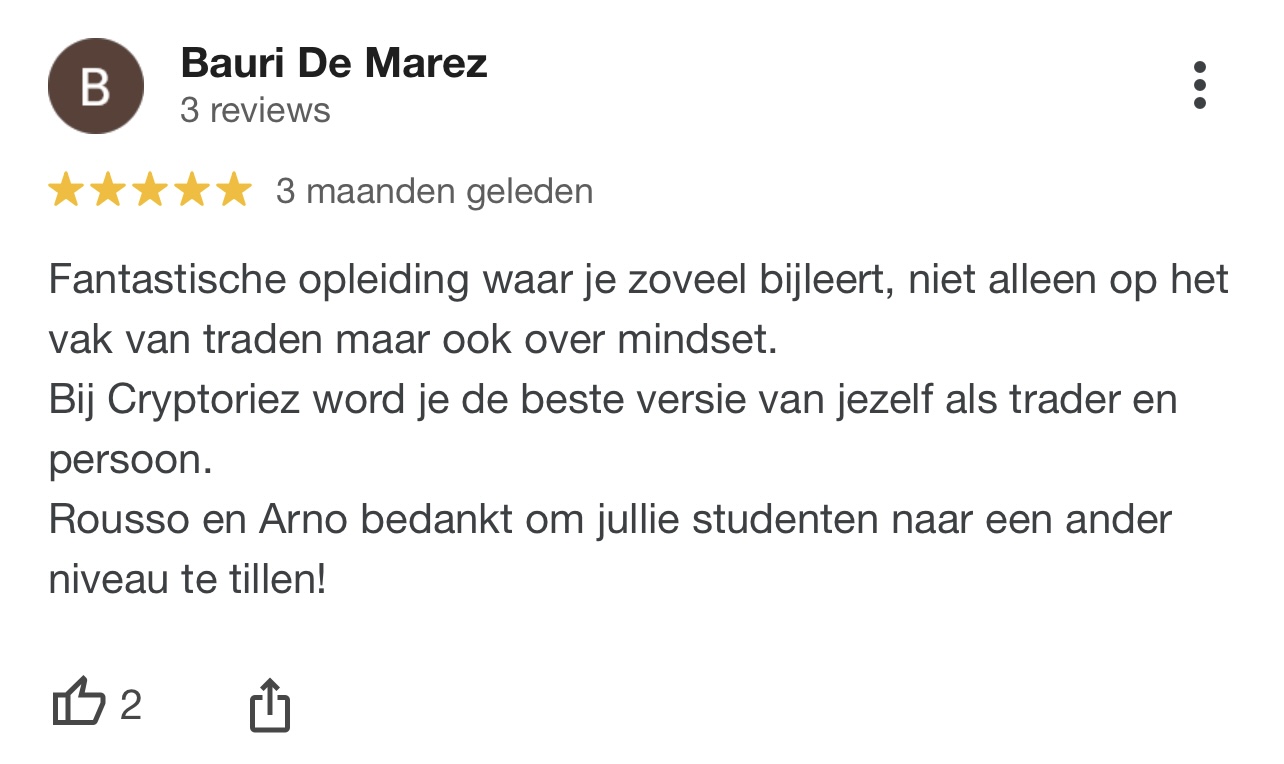 B
Bauri De Marez
3 reviews
3 maanden geleden
Fantastische opleiding waar je zoveel bijleert, niet alleen op het
vak van traden maar ook over mindset.
Bij Cryptoriez word je de beste versie van jezelf als trader en
persoon.
Rousso en Arno bedankt om jullie studenten naar een ander
niveau te tillen!
2